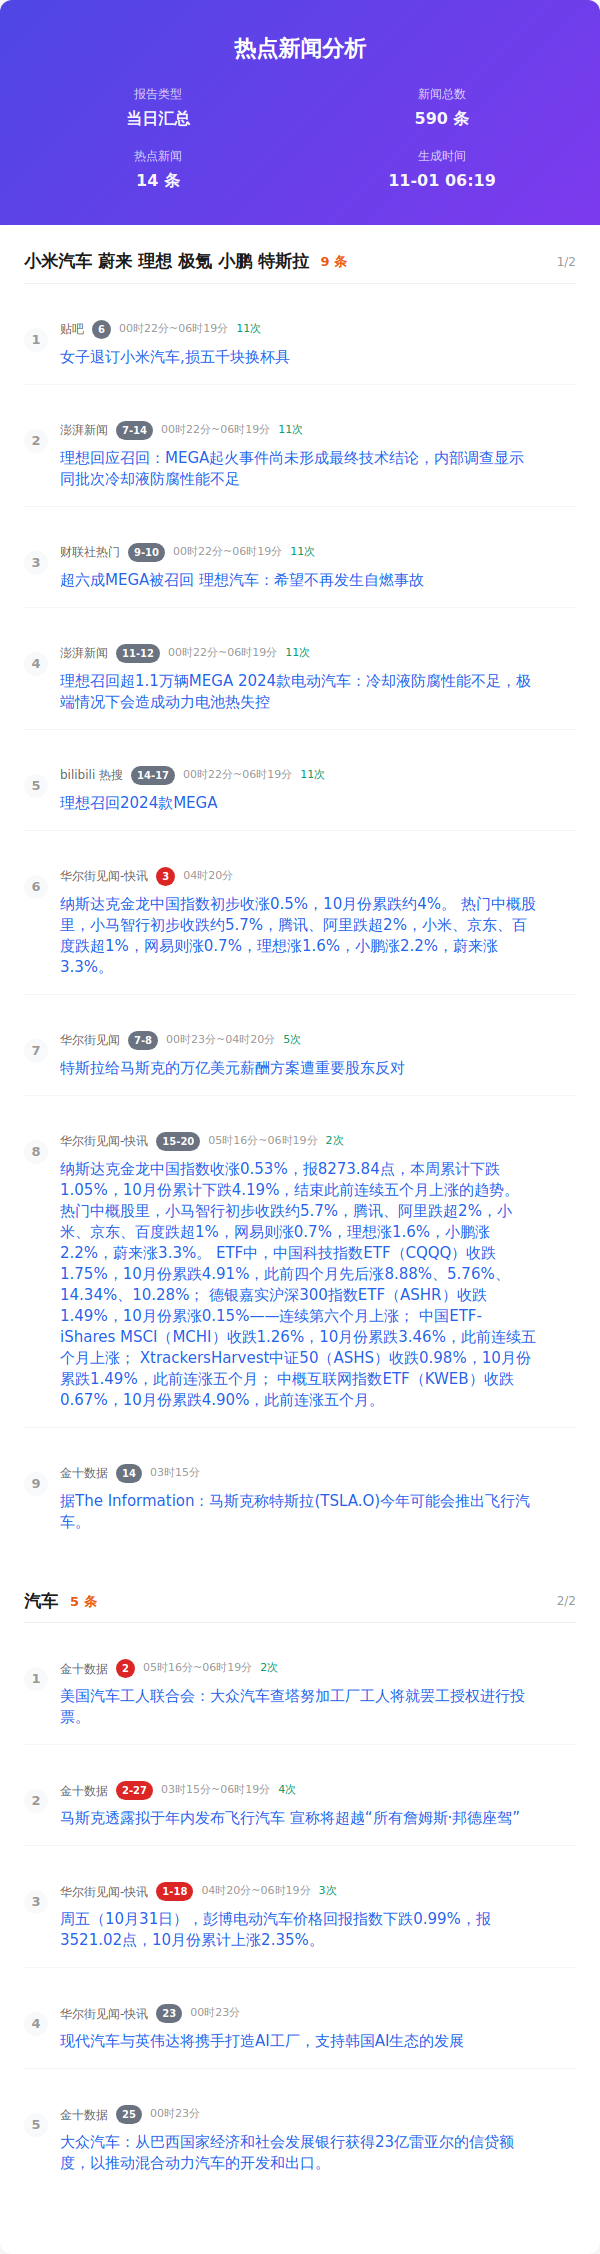 热点新闻分析
报告类型
新闻总数
当日汇总
590 条
热点新闻
生成时间
14 条
11-01 06:19
小米汽车 蔚来 理想 极氪 小鹏 特斯拉 9 条 1/2
1
贴吧 6 00时22分~06时19分 11次
女子退订小米汽车,损五千块换杯具
2
澎湃新闻 7-14 00时22分~06时19分 11次
理想回应召回：MEGA起火事件尚未形成最终技术结论，内部调查显示
同批次冷却液防腐性能不足
3
财联社热门 9-10 00时22分~06时19分 11次
超六成MEGA被召回 理想汽车：希望不再发生自燃事故
4
澎湃新闻 11-12 00时22分~06时19分 11次
理想召回超1.1万辆MEGA 2024款电动汽车：冷却液防腐性能不足，极
端情况下会造成动力电池热失控
5
bilibili 热搜 14-17 00时22分~06时19分 11次
理想召回2024款MEGA
6
华尔街见闻-快讯 3 04时20分
纳斯达克金龙中国指数初步收涨0.5%，10月份累跌约4%。 热门中概股
里，小马智行初步收跌约5.7%，腾讯、阿里跌超2%，小米、京东、百
度跌超1%，网易则涨0.7%，理想涨1.6%，小鹏涨2.2%，蔚来涨
3.3%。
7
华尔街见闻 7-8 00时23分~04时20分 5次
特斯拉给马斯克的万亿美元薪酬方案遭重要股东反对
8
华尔街见闻-快讯 15-20 05时16分~06时19分 2次
纳斯达克金龙中国指数收涨0.53%，报8273.84点，本周累计下跌
1.05%，10月份累计下跌4.19%，结束此前连续五个月上涨的趋势。
热门中概股里，小马智行初步收跌约5.7%，腾讯、阿里跌超2%，小
米、京东、百度跌超1%，网易则涨0.7%，理想涨1.6%，小鹏涨
2.2%，蔚来涨3.3%。 ETF中，中国科技指数ETF（CQQQ）收跌
1.75%，10月份累跌4.91%，此前四个月先后涨8.88%、5.76%、
14.34%、10.28%； 德银嘉实沪深300指数ETF（ASHR）收跌
1.49%，10月份累涨0.15%——连续第六个月上涨； 中国ETF-
iShares MSCI（MCHI）收跌1.26%，10月份累跌3.46%，此前连续五
个月上涨； XtrackersHarvest中证50（ASHS）收跌0.98%，10月份
累跌1.49%，此前连涨五个月； 中概互联网指数ETF（KWEB）收跌
0.67%，10月份累跌4.90%，此前连涨五个月。
9
金十数据 14 03时15分
据The Information：马斯克称特斯拉(TSLA.O)今年可能会推出飞行汽
车。
汽车 5 条 2/2
1
金十数据 2 05时16分~06时19分 2次
美国汽车工人联合会：大众汽车查塔努加工厂工人将就罢工授权进行投
票。
2
金十数据 2-27 03时15分~06时19分 4次
马斯克透露拟于年内发布飞行汽车 宣称将超越“所有詹姆斯·邦德座驾”
3
华尔街见闻-快讯 1-18 04时20分~06时19分 3次
周五（10月31日），彭博电动汽车价格回报指数下跌0.99%，报
3521.02点，10月份累计上涨2.35%。
4
华尔街见闻-快讯 23 00时23分
现代汽车与英伟达将携手打造AI工厂，支持韩国AI生态的发展
5
金十数据 25 00时23分
大众汽车：从巴西国家经济和社会发展银行获得23亿雷亚尔的信贷额
度，以推动混合动力汽车的开发和出口。